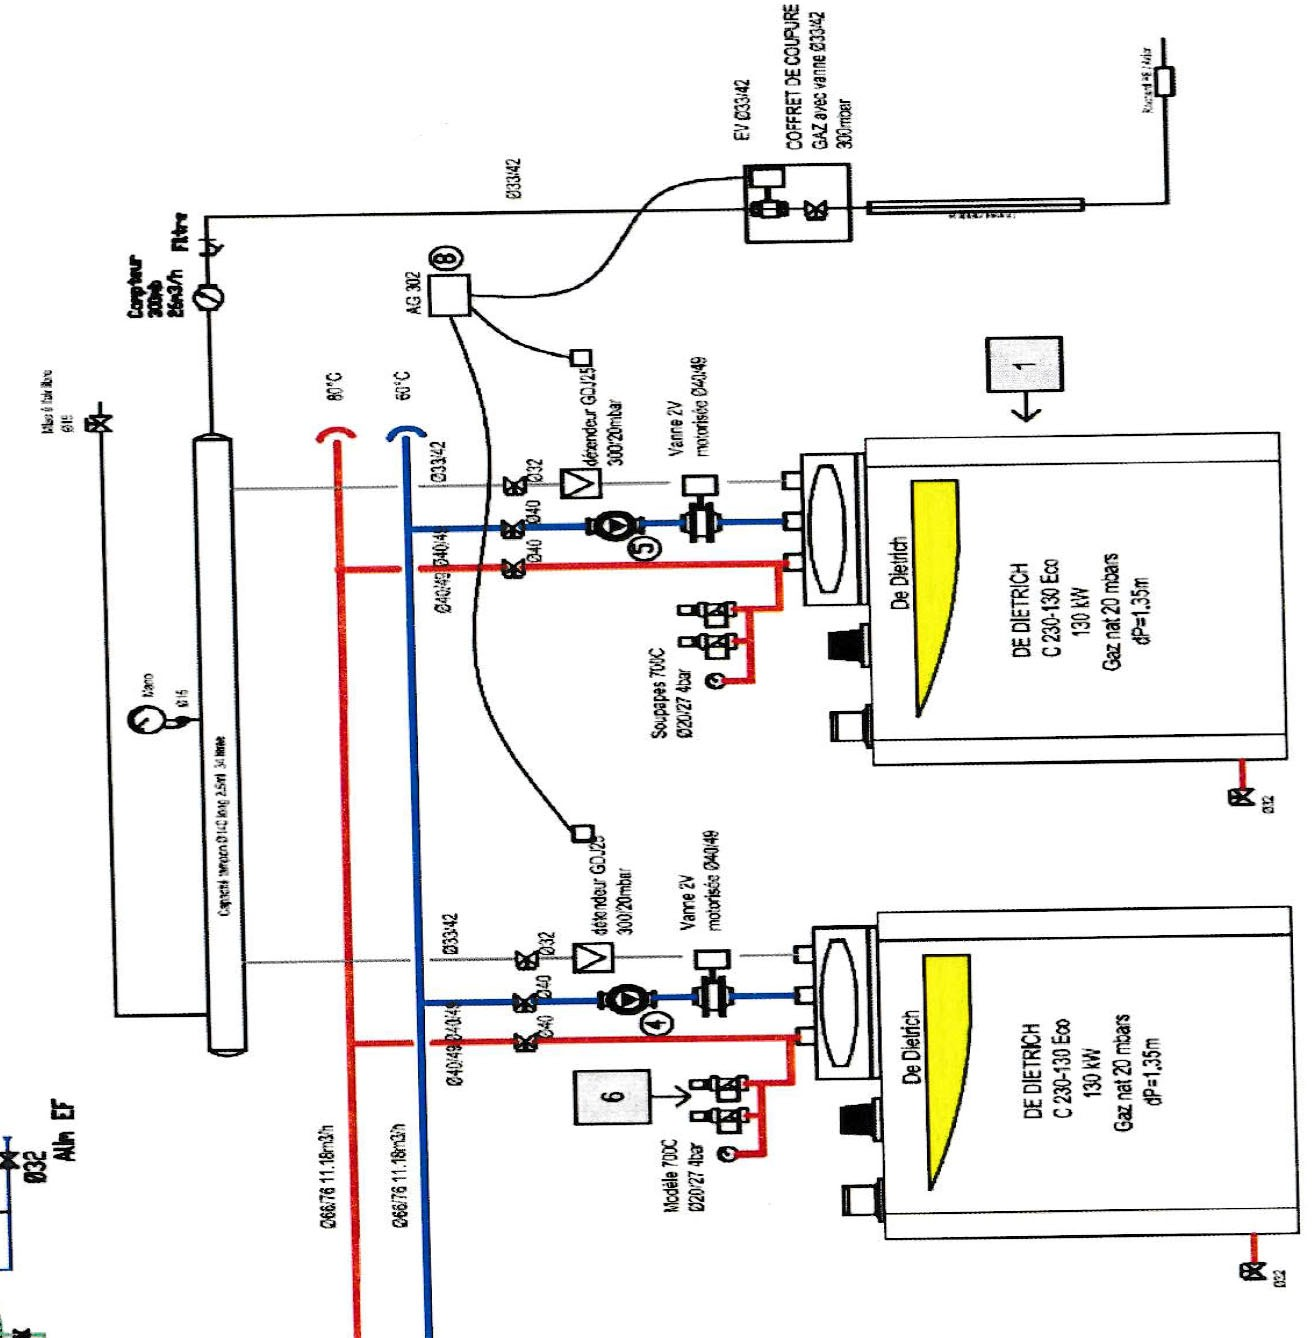 COFFRET DE COUPURE
GAZ avec vanne Ø33/42
300mbar
EV Ø33/42
Ø33/42
Filtre
Compteur
300mb
26m3/h
AG 302
8
80°C
60°C
Mano
Ø15
Ø33/42
Ø40/49
Ø40/49
Ø32
Ø40
Ø40
détendeur GDJ25
300/20mbar
Vanne 2V
motorisée Ø40/49
5
1
Soupapes 700C
Ø20/27 4bar
De Dietrich
DE DIETRICH
C 230-130 Eco
130 kW
Gaz nat 20 mbars
dP=1,35m
Ø33/42
Ø40/49
Ø40/49
Ø32
Ø40
Ø40
détendeur GDJ25
300/20mbar
Vanne 2V
motorisée Ø40/49
4
6
Modèle 700C
Ø20/27 4bar
De Dietrich
DE DIETRICH
C 230-130 Eco
130 kW
Gaz nat 20 mbars
dP=1,35m
Ø66/76 11.18m3/h
Ø66/76 11.18m3/h
Ø32
Alim EF